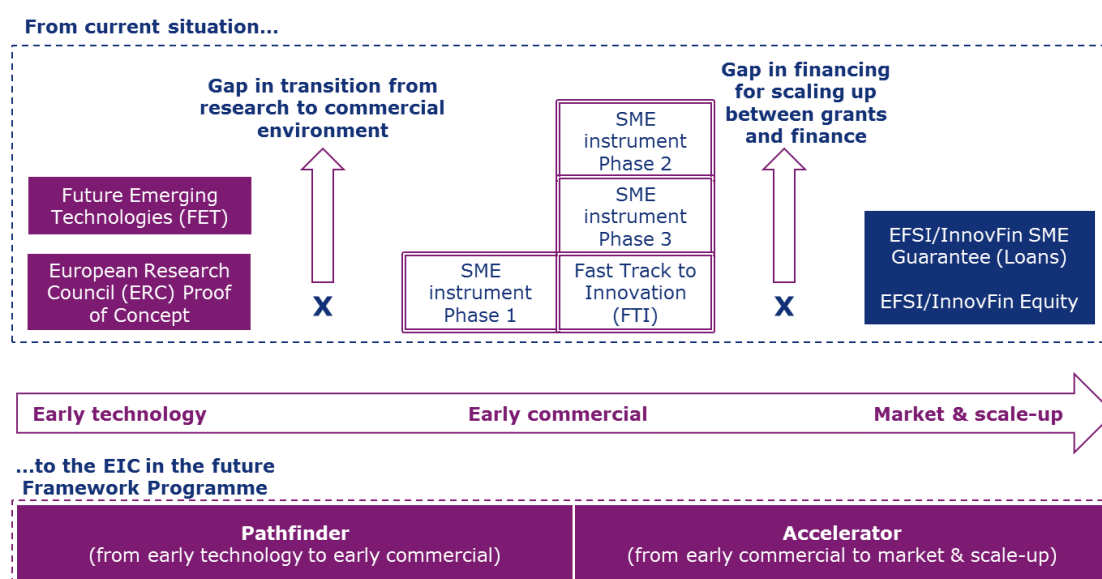 From current situation...
Gap in transition from
research to commercial
environment
Gap in financing
for scaling up
between grants
and finance
Future Emerging
Technologies (FET)
European Research
Council (ERC) Proof
of Concept
X
SME
instrument
Phase 2
SME
instrument
Phase 3
SME
instrument
Phase 1
Fast Track to
Innovation
(FTI)
X
EFSI/InnovFin SME
Guarantee (Loans)
EFSI/InnovFin Equity
Early technology
Early commercial
Market & scale-up
...to the EIC in the future
Framework Programme
Pathfinder
(from early technology to early commercial)
Accelerator
(from early commercial to market & scale-up)